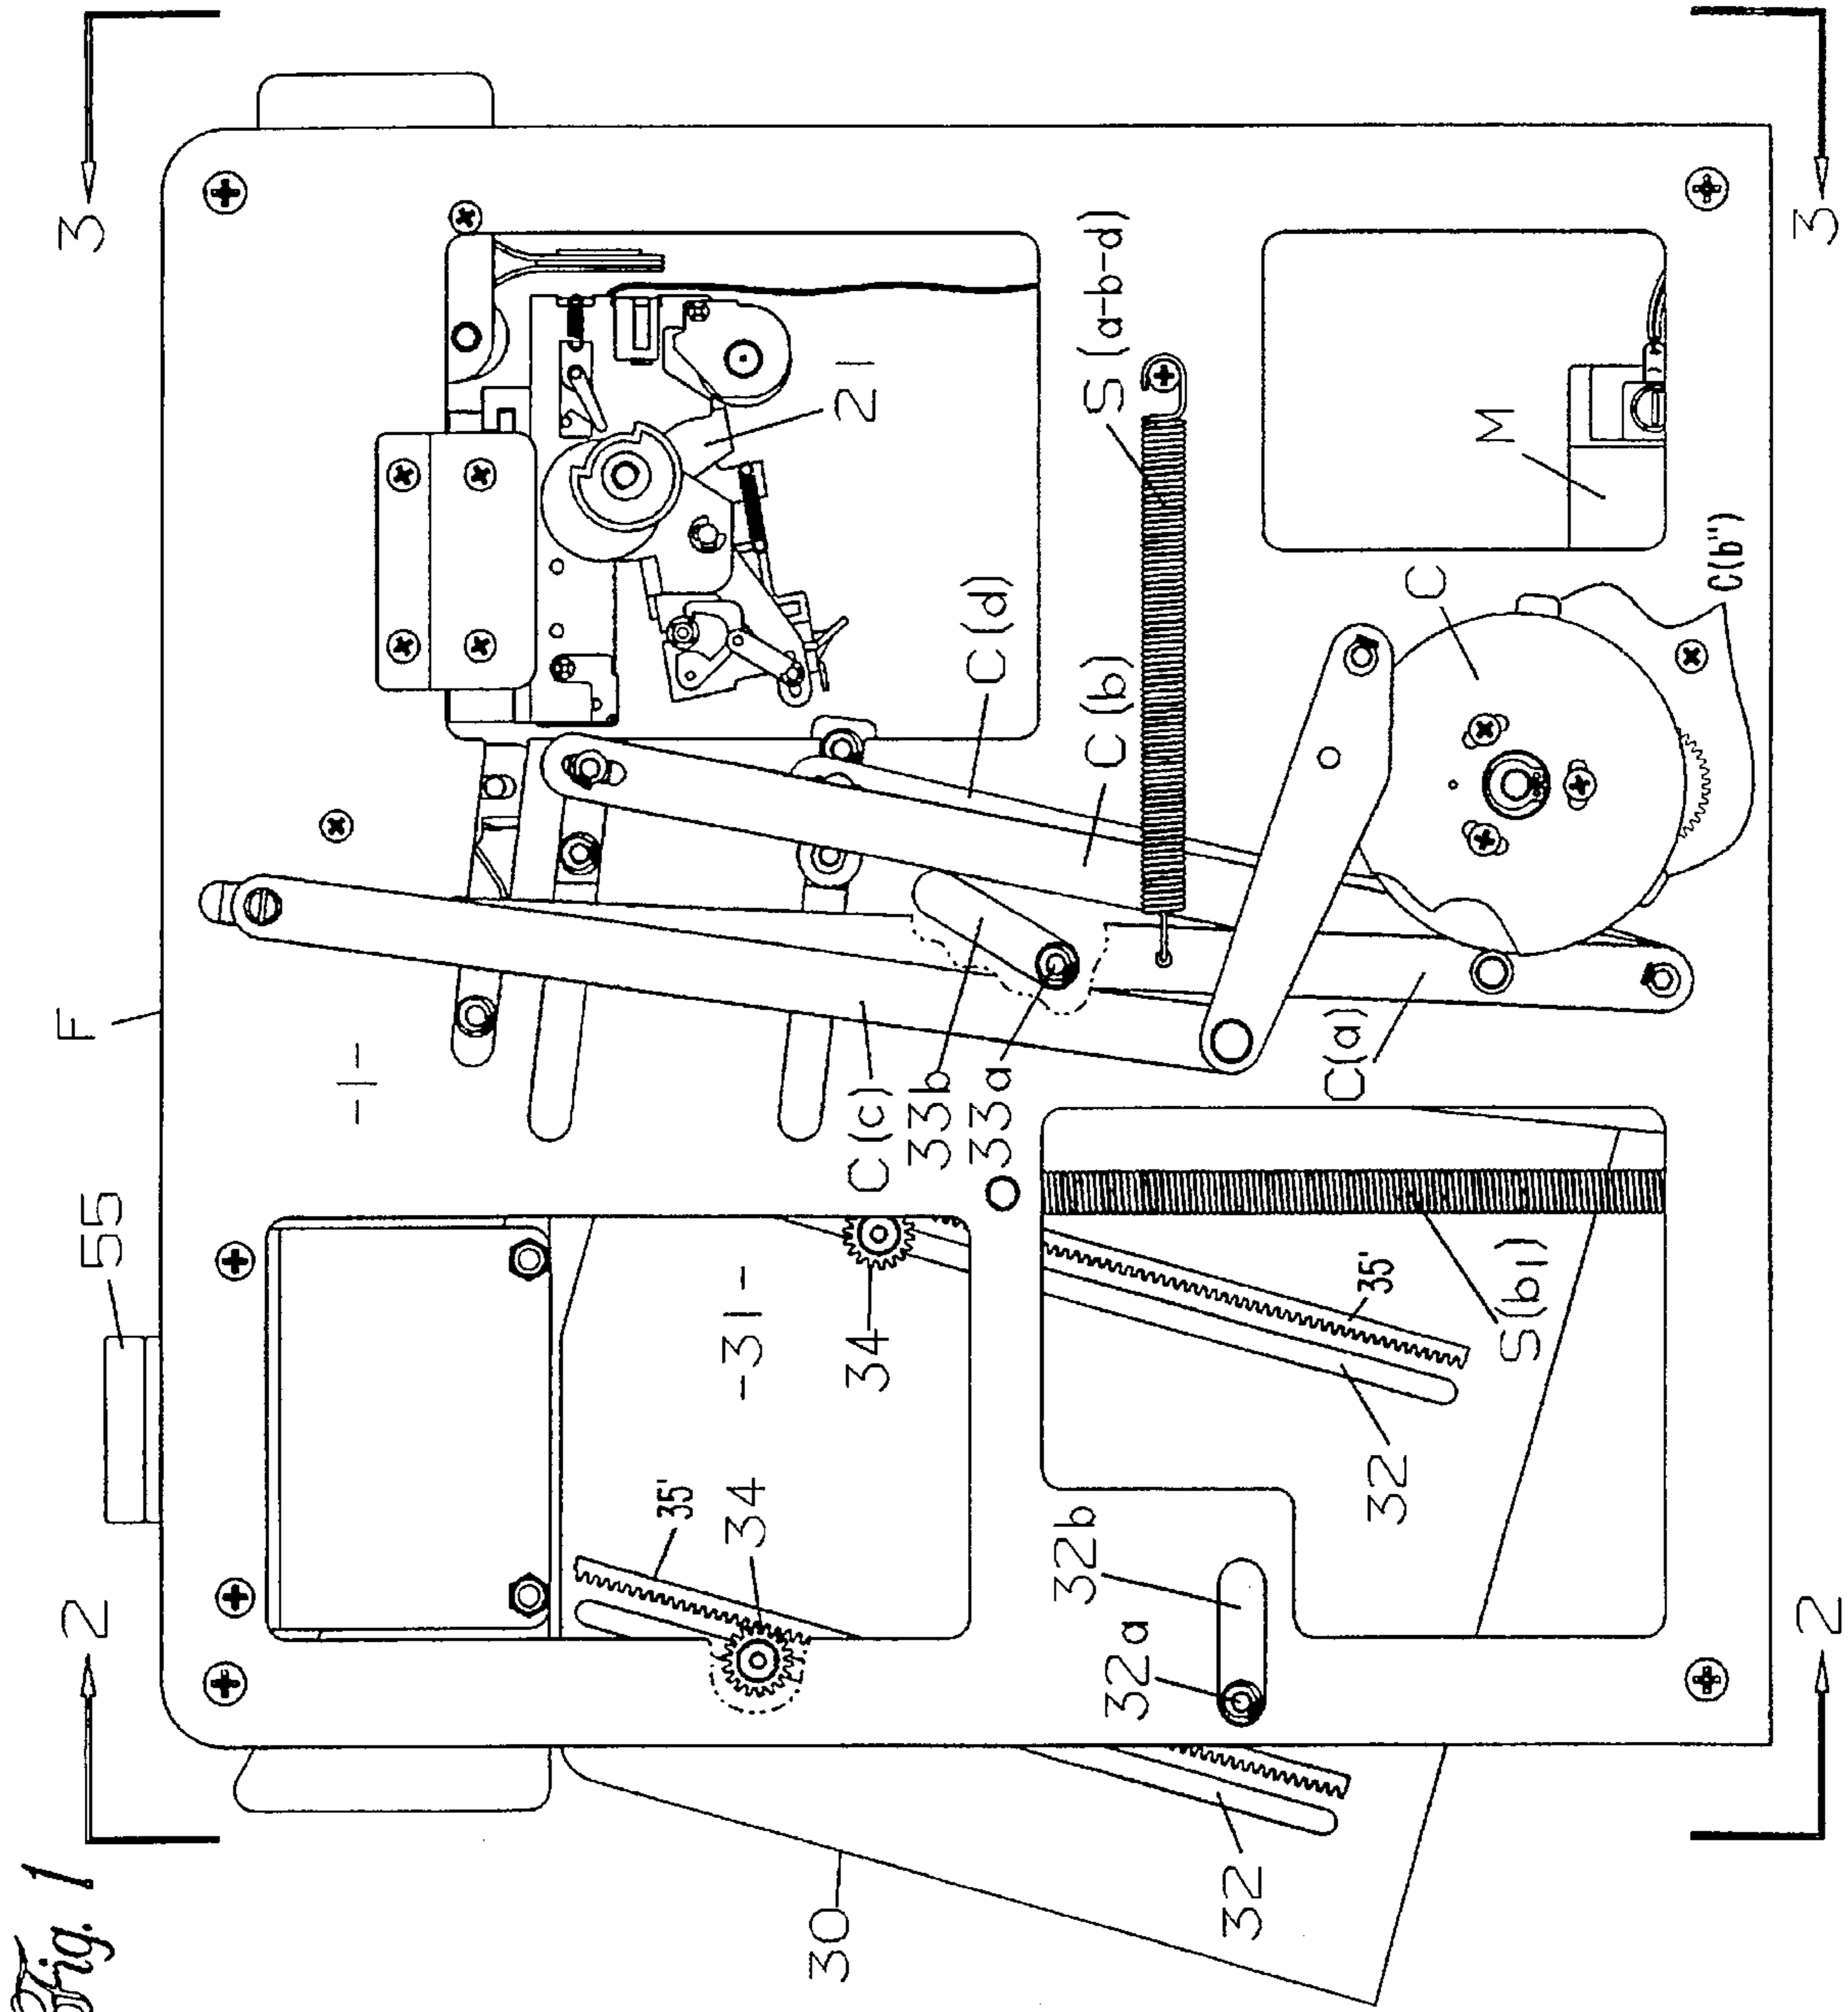 Fig. 1
2
2
3
3
55
F
-1-
30
-31-
32
32
32a
32b
33a
33b
34
34
35'
35'
21
C(c)
C(a)
C(b)
C(d)
C
C(b'')
M
S(a-b-d)
S(b1)